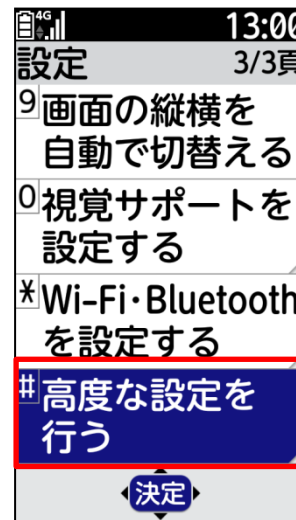 4G 13:00
設定 3/3頁
9 画面の縦横を
自動で切替える
0 視覚サポートを
設定する
* Wi-Fi·Bluetooth
を設定する
# 高度な設定を
行う
決定